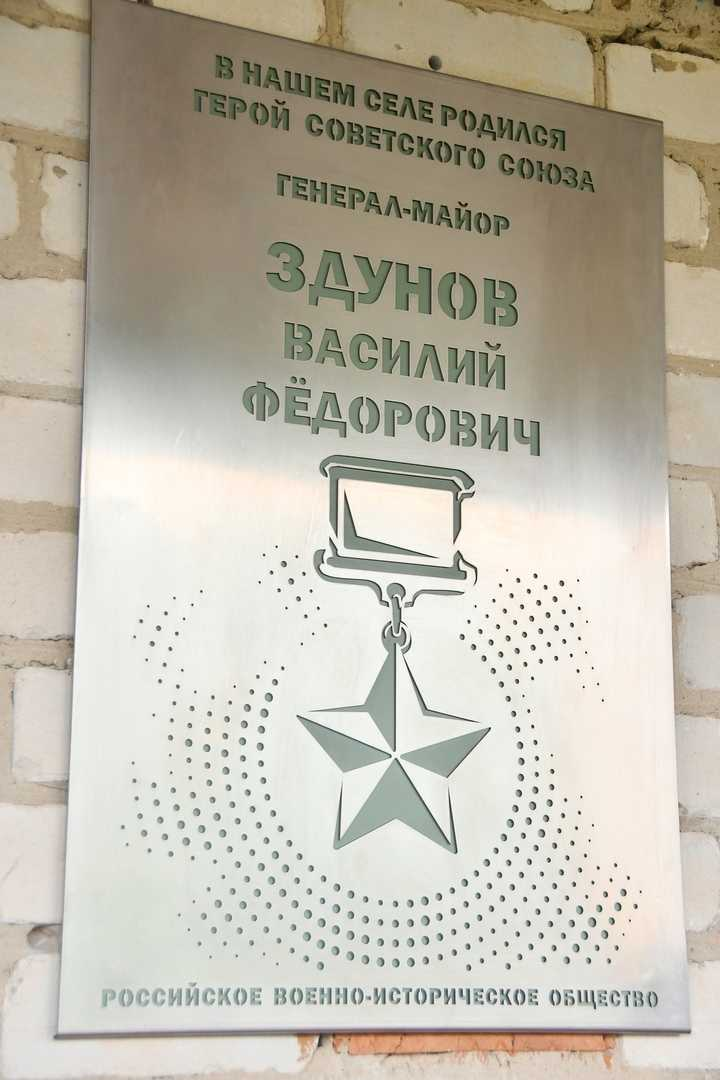 В НАШЕМ СЕЛЕ РОДИЛСЯ
ГЕРОЙ СОВЕТСКОГО СОЮЗА
ГЕНЕРАЛ-МАЙОР
ЗДУНОВ
ВАСИЛИЙ
ФЁДОРОВИЧ
РОССИЙСКОЕ ВОЕННО-ИСТОРИЧЕСКОЕ ОБЩЕСТВО